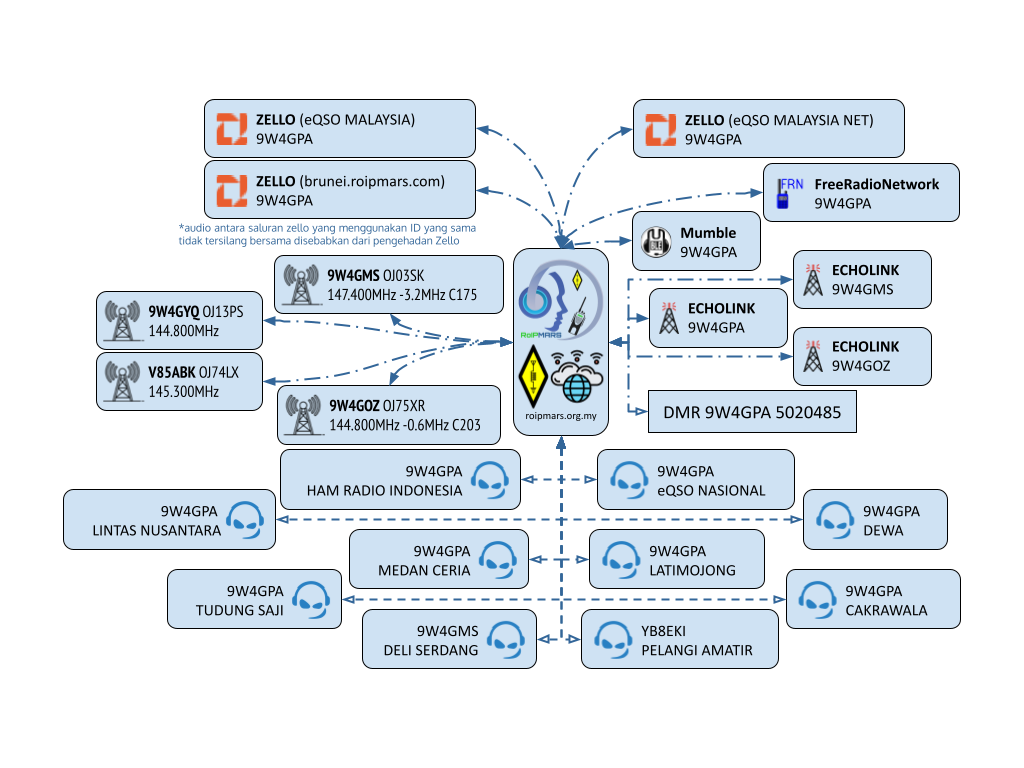 ZELLO (eQSO MALAYSIA)
9W4GPA
ZELLO (eQSO MALAYSIA NET)
9W4GPA
ZELLO (brunei.roipmars.com)
9W4GPA
FRN
FreeRadioNetwork
9W4GPA
*audio antara saluran zello yang menggunakan ID yang sama
tidak tersilang bersama disebabkan dari pengehadan Zello
Mumble
9W4GPA
9W4GMS OJ03SK
147.400MHz -3.2MHz C175
ECHOLINK
9W4GMS
9W4GYQ OJ13PS
144.800MHz
ECHOLINK
9W4GPA
RoIPMARS
V85ABK OJ74LX
145.300MHz
ECHOLINK
9W4GOZ
9W4GOZ OJ75XR
144.800MHz -0.6MHz C203
roipmars.org.my
DMR 9W4GPA 5020485
9W4GPA
HAM RADIO INDONESIA
9W4GPA
eQSO NASIONAL
9W4GPA
LINTAS NUSANTARA
9W4GPA
DEWA
9W4GPA
MEDAN CERIA
9W4GPA
LATIMOJONG
9W4GPA
TUDUNG SAJI
9W4GPA
CAKRAWALA
9W4GMS
DELI SERDANG
YB8EKI
PELANGI AMATIR